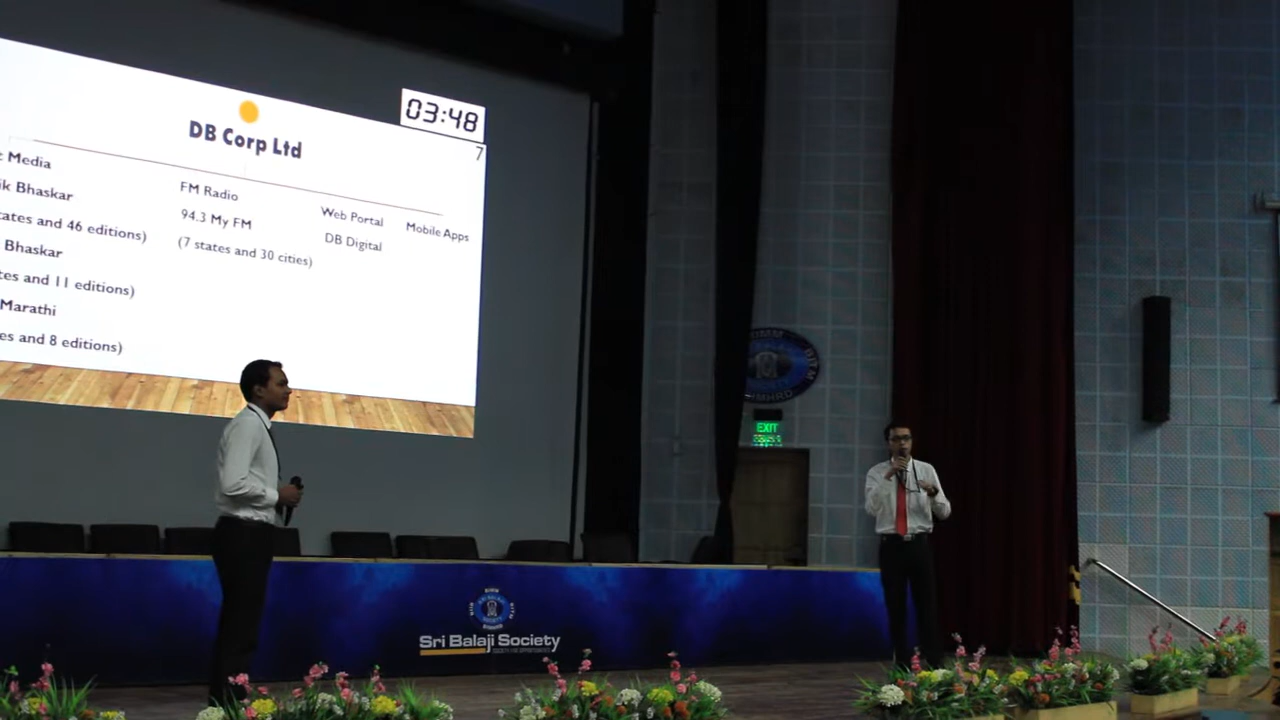 03:48
7
DB Corp Ltd
Media
ik Bhaskar
ates and 46 editions)
Bhaskar
tes and 11 editions)
Marathi
es and 8 editions)
FM Radio
94.3 My FM
(7 states and 30 cities)
Web Portal
DB Digital
Mobile Apps
EXIT
Sri Balaji Society